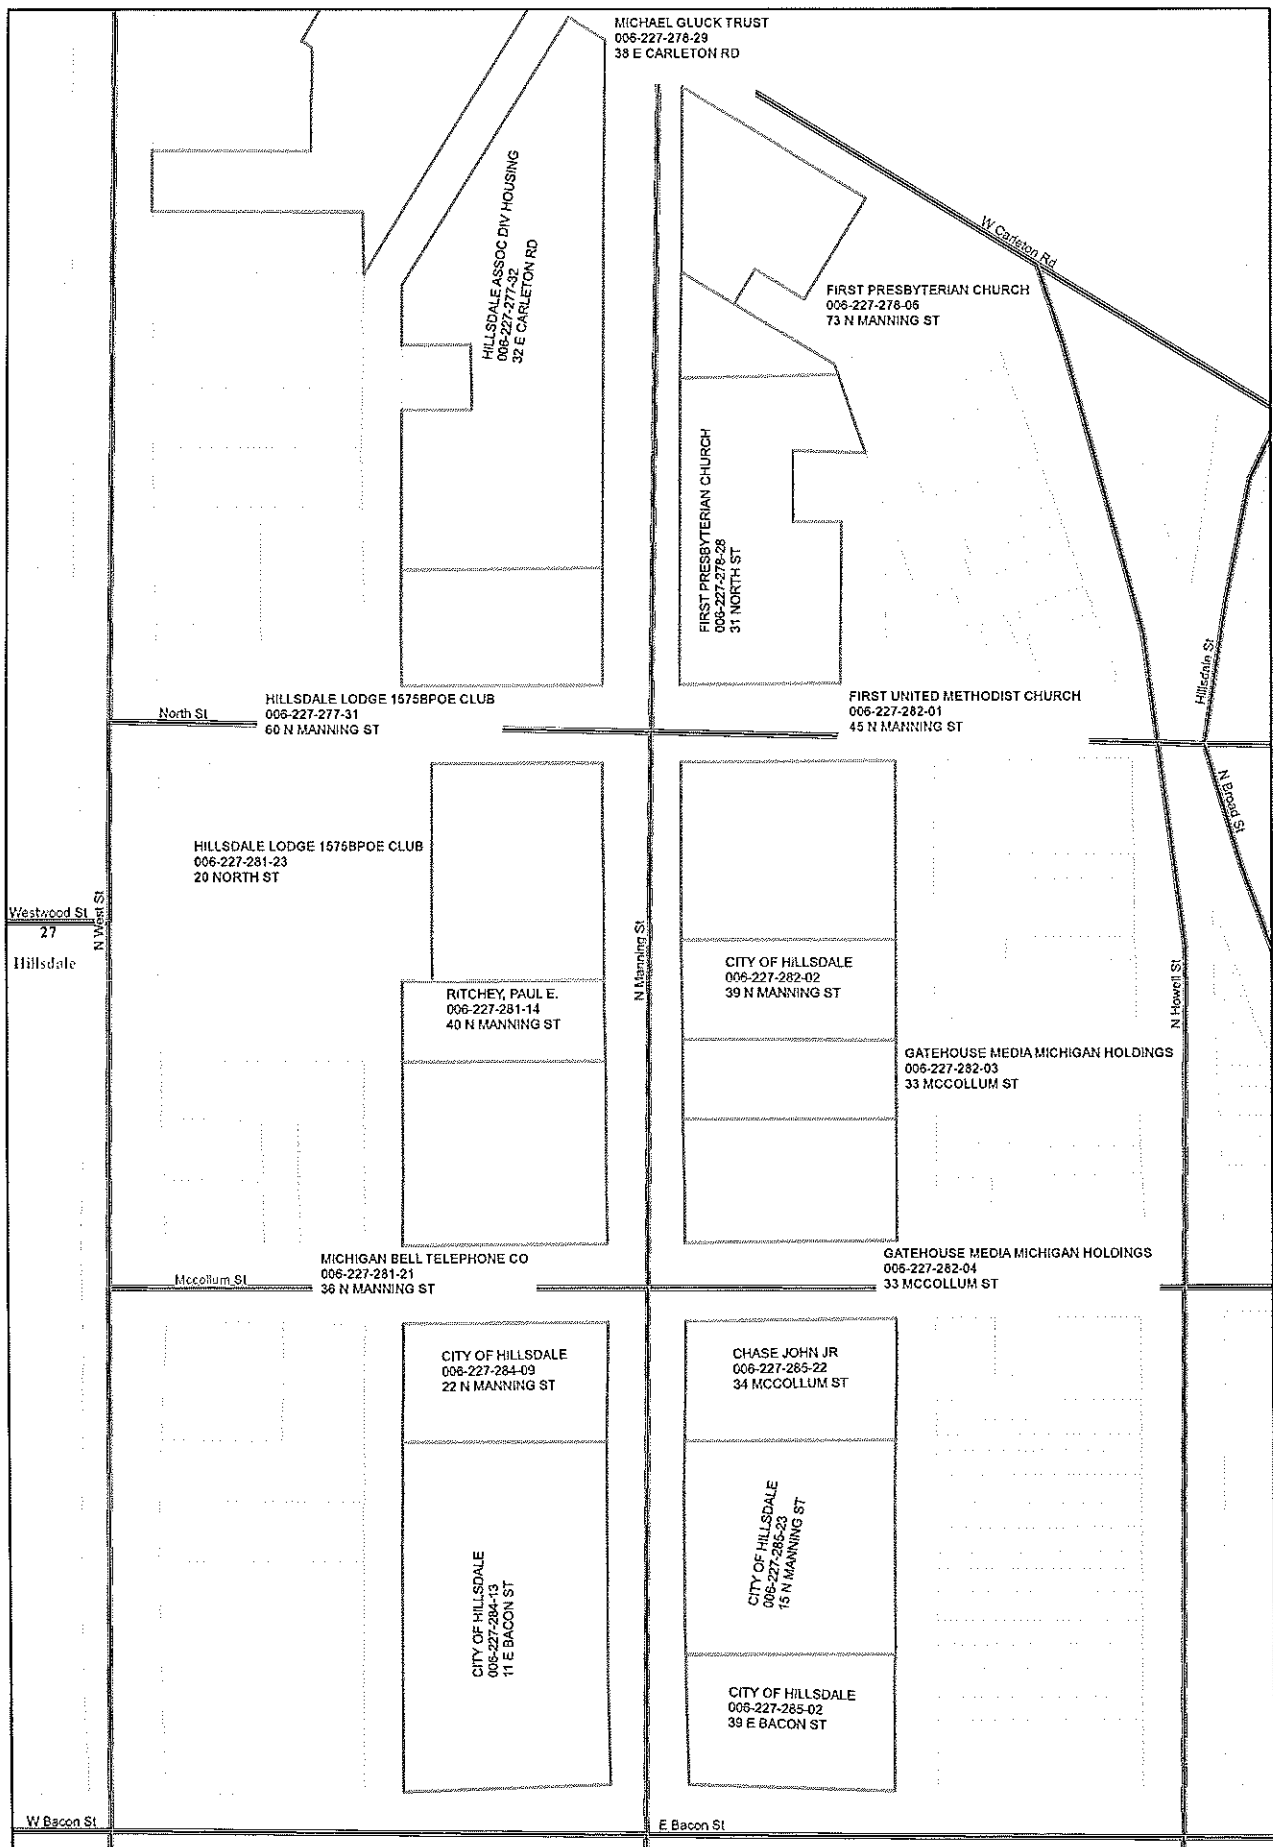 MICHAEL GLUCK TRUST
006-227-278-29
38 E CARLETON RD
HILLSDALE ASSOC DIV HOUSING
006-227-277-32
32 E CARLETON RD
W Carleton Rd
FIRST PRESBYTERIAN CHURCH
006-227-278-06
73 N MANNING ST
FIRST PRESBYTERIAN CHURCH
006-227-278-28
31 NORTH ST
Hillsdale St
North St
HILLSDALE LODGE 1575BPOE CLUB
006-227-277-31
60 N MANNING ST
FIRST UNITED METHODIST CHURCH
006-227-282-01
45 N MANNING ST
N Broad St
HILLSDALE LODGE 1575BPOE CLUB
006-227-281-23
20 NORTH ST
Westwood St
27
Hillsdale
N West St
N Manning St
N Howell St
CITY OF HILLSDALE
006-227-282-02
39 N MANNING ST
RITCHEY, PAUL E.
006-227-281-14
40 N MANNING ST
GATEHOUSE MEDIA MICHIGAN HOLDINGS
006-227-282-03
33 MCCOLLUM ST
Mccollum St
MICHIGAN BELL TELEPHONE CO
006-227-281-21
36 N MANNING ST
GATEHOUSE MEDIA MICHIGAN HOLDINGS
006-227-282-04
33 MCCOLLUM ST
CITY OF HILLSDALE
006-227-284-09
22 N MANNING ST
CHASE JOHN JR
006-227-285-22
34 MCCOLLUM ST
CITY OF HILLSDALE
006-227-284-13
11 E BACON ST
CITY OF HILLSDALE
006-227-285-23
15 N MANNING ST
CITY OF HILLSDALE
006-227-285-02
39 E BACON ST
W Bacon St
E Bacon St